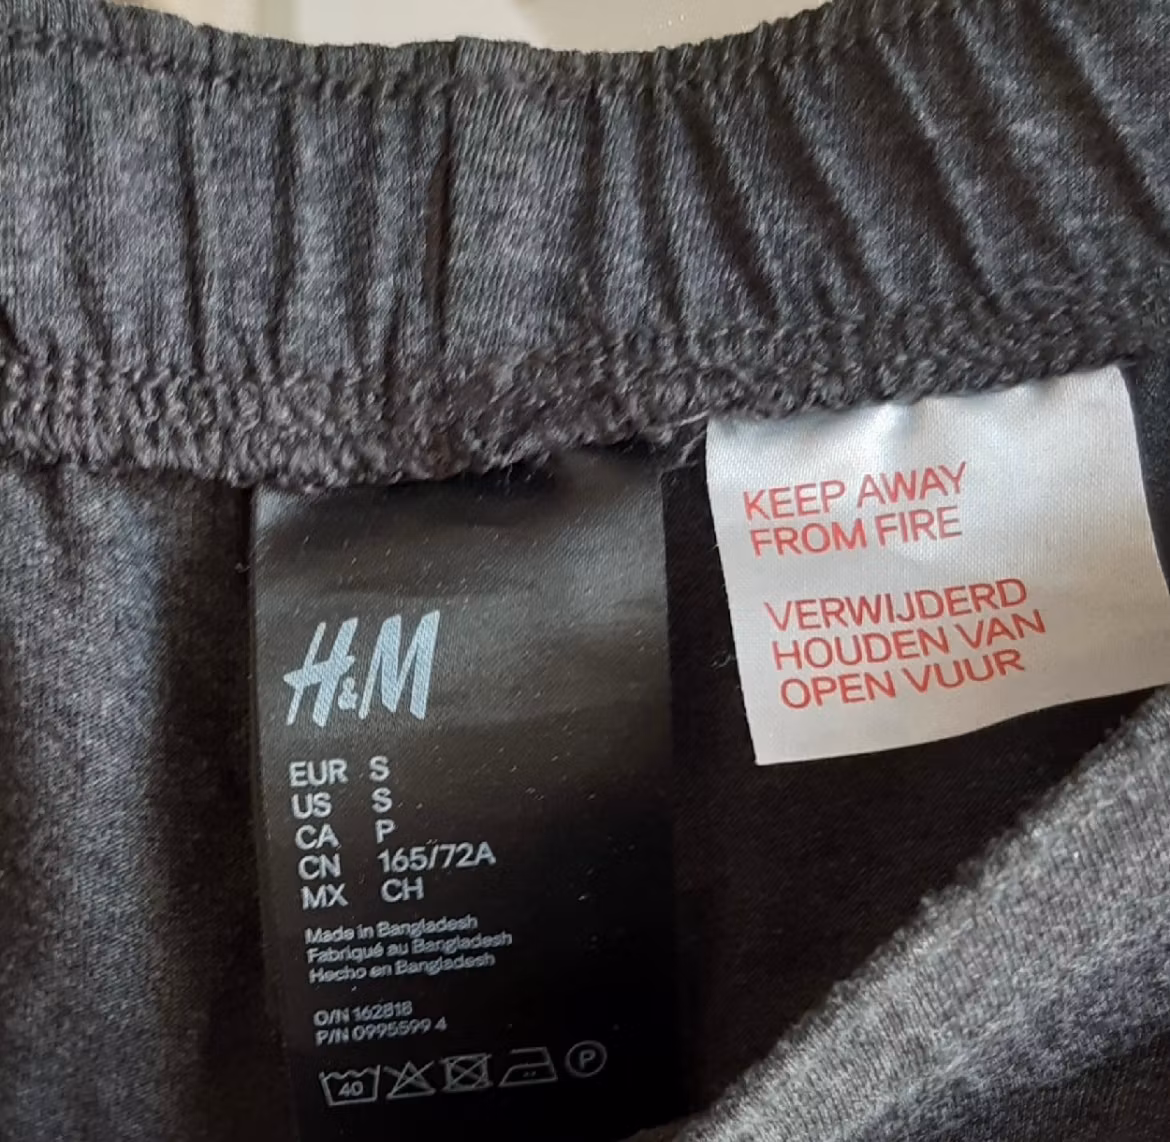 H&M
EUR S
US S
CA P
CN 165/72A
MX CH
Made in Bangladesh
Fabriqué au Bangladesh
Hecho en Bangladesh
O/N 162818
P/N 0995599 4
40 P
KEEP AWAY
FROM FIRE
VERWIJDERD
HOUDEN VAN
OPEN VUUR